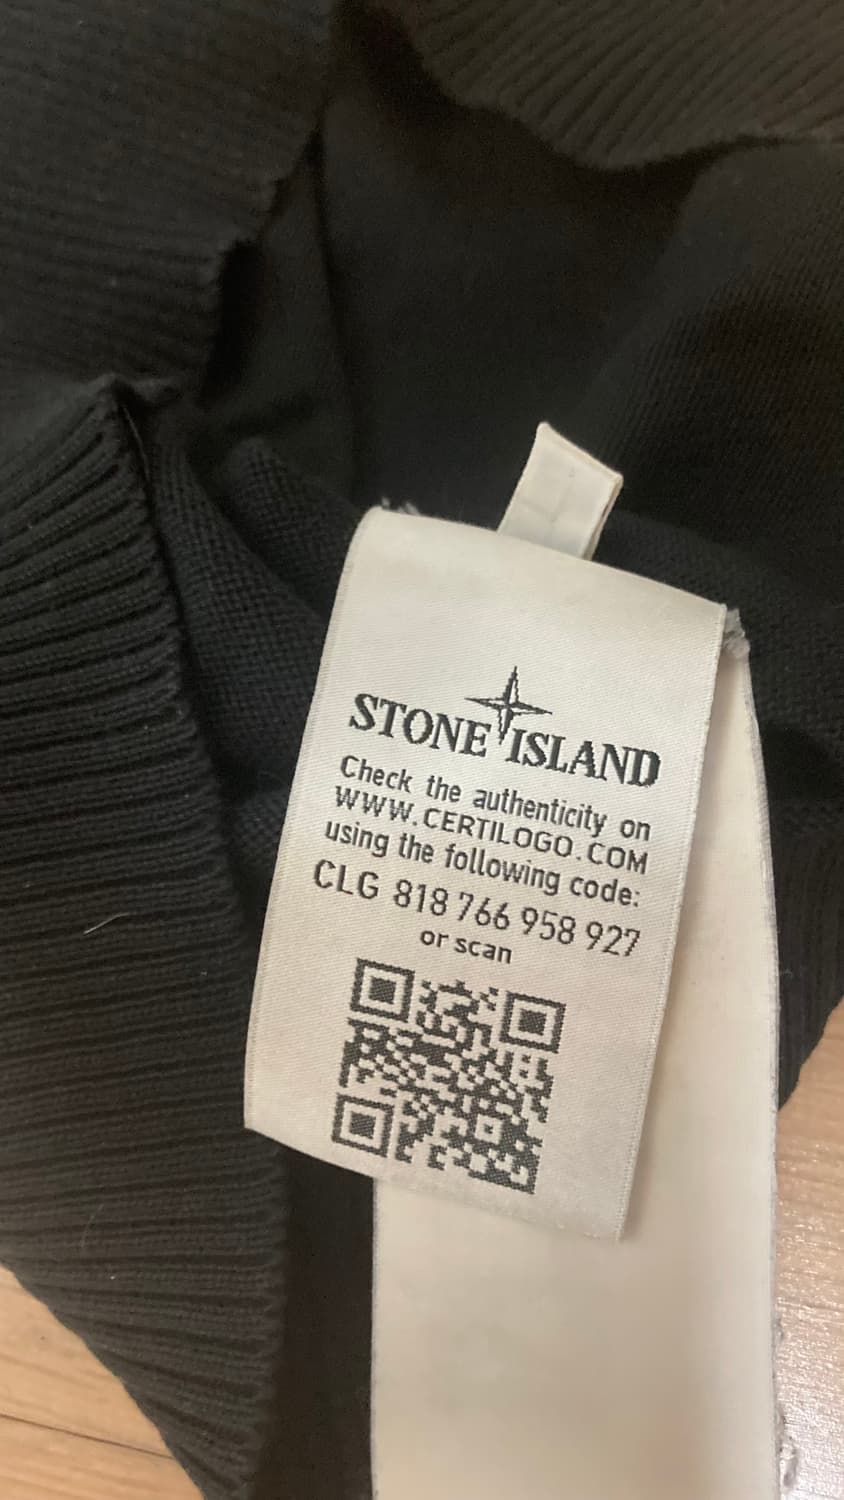 STONE ISLAND
Check the authenticity on
WWW.CERTILOGO.COM
using the following code:
CLG 818 766 958 927
or scan